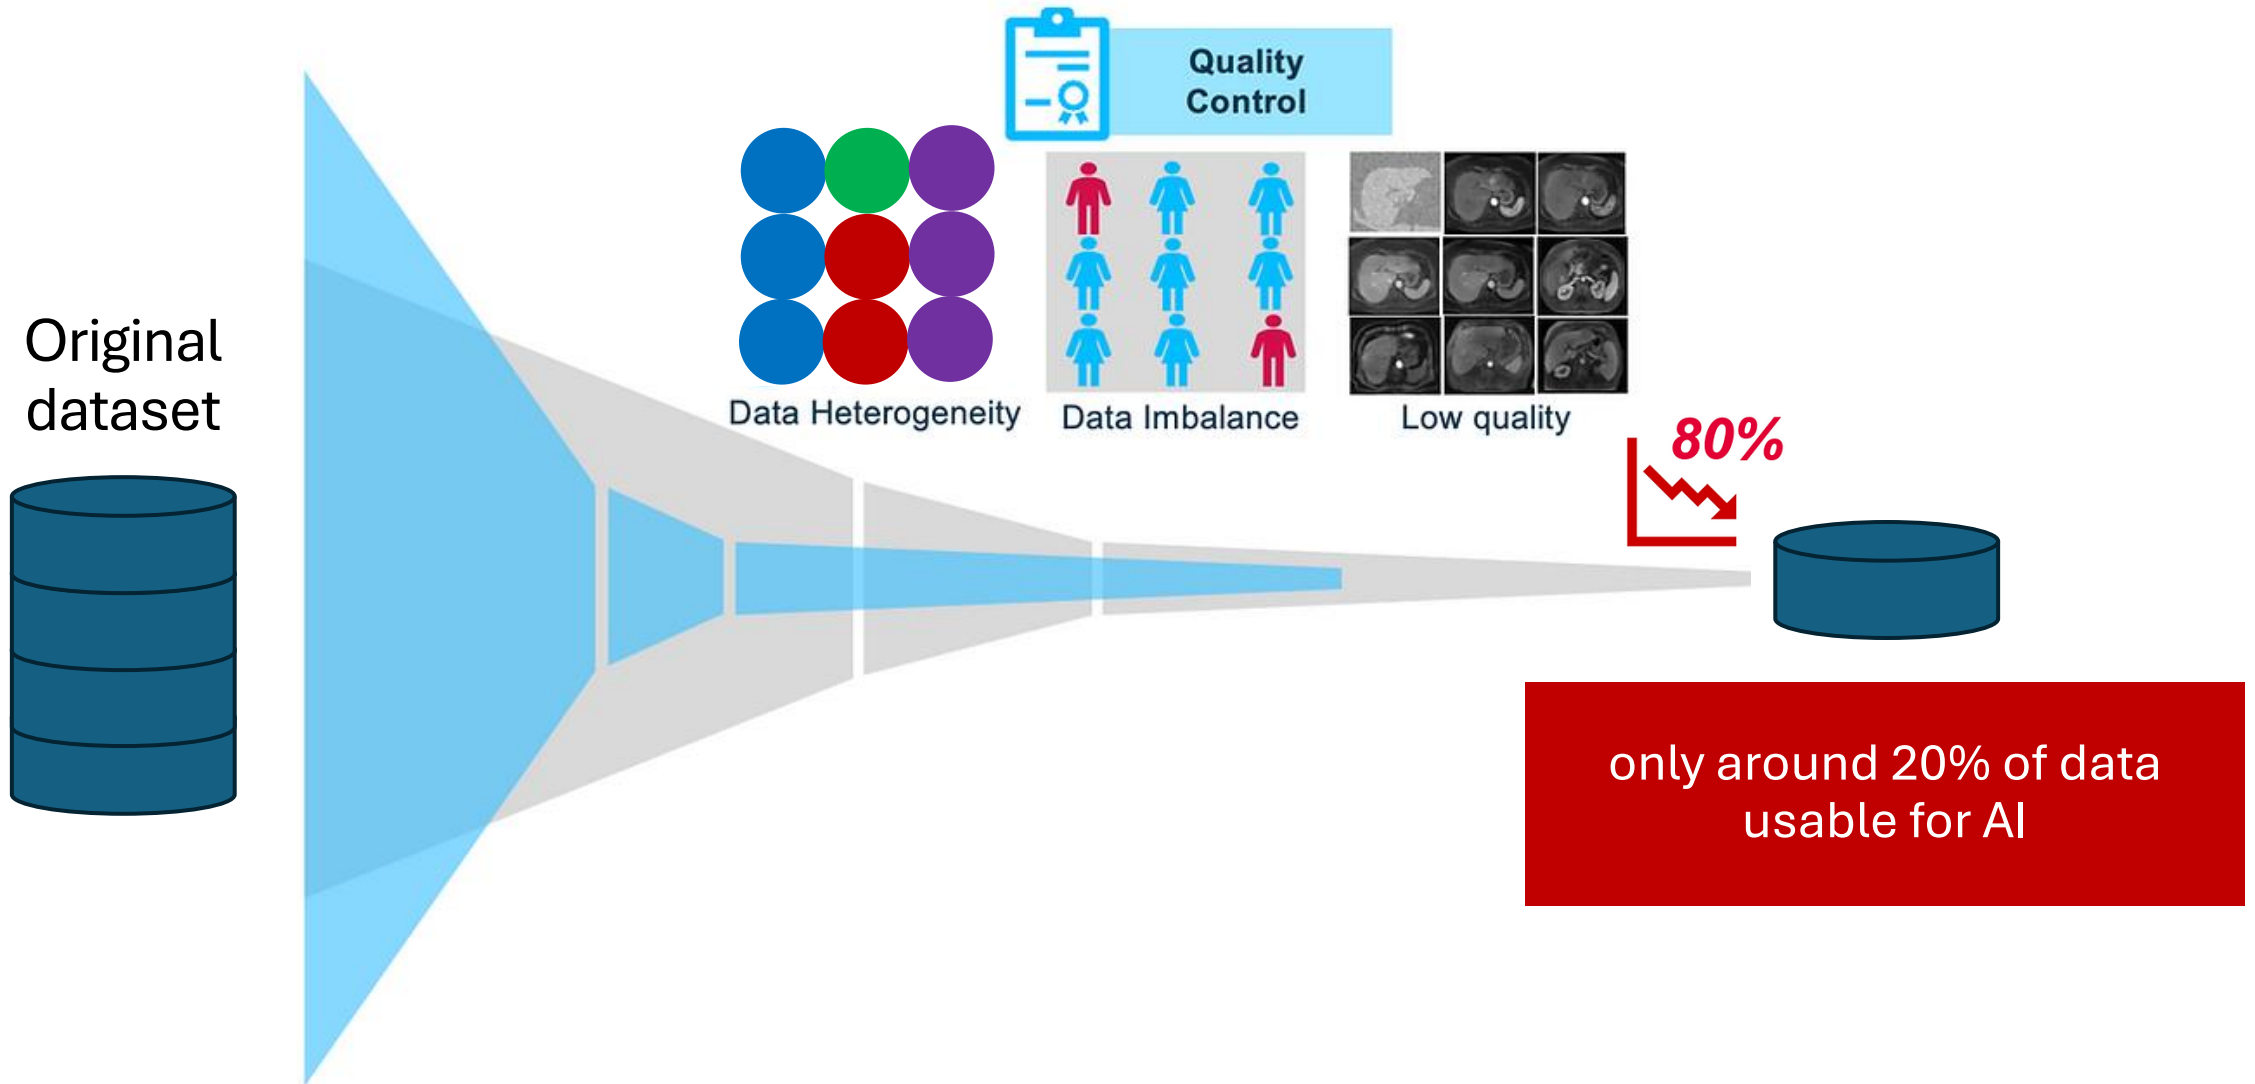 Quality
Control
Original
dataset
Data Heterogeneity
Data Imbalance
Low quality
80%
only around 20% of data
usable for AI